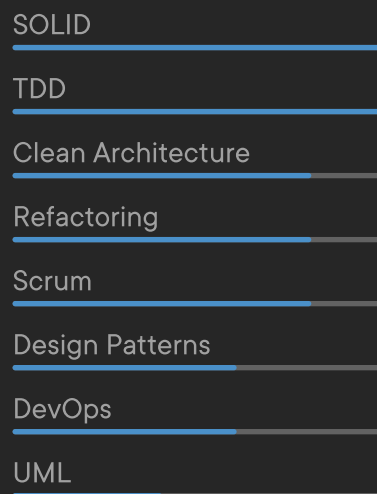 SOLID
TDD
Clean Architecture
Refactoring
Scrum
Design Patterns
DevOps
UML